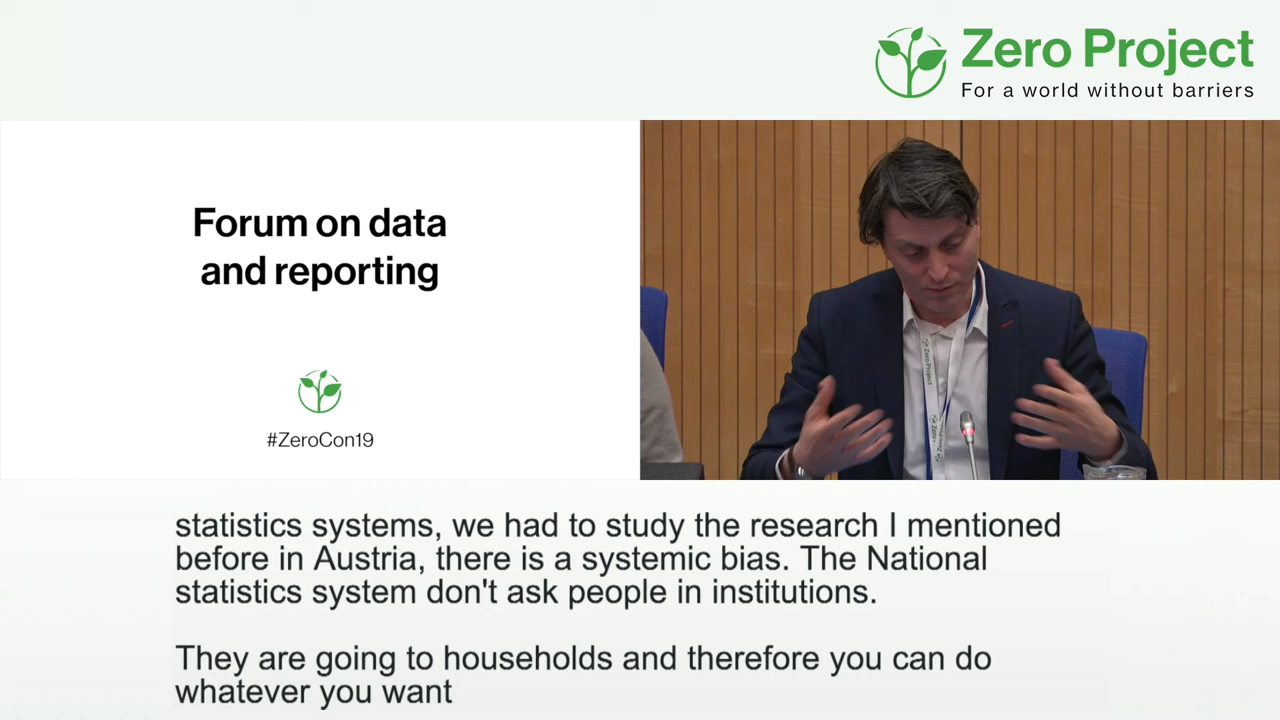 Zero Project
For a world without barriers
Forum on data
and reporting
#ZeroCon19
Zero Project
statistics systems, we had to study the research I mentioned
before in Austria, there is a systemic bias. The National
statistics system don't ask people in institutions.
They are going to households and therefore you can do
whatever you want